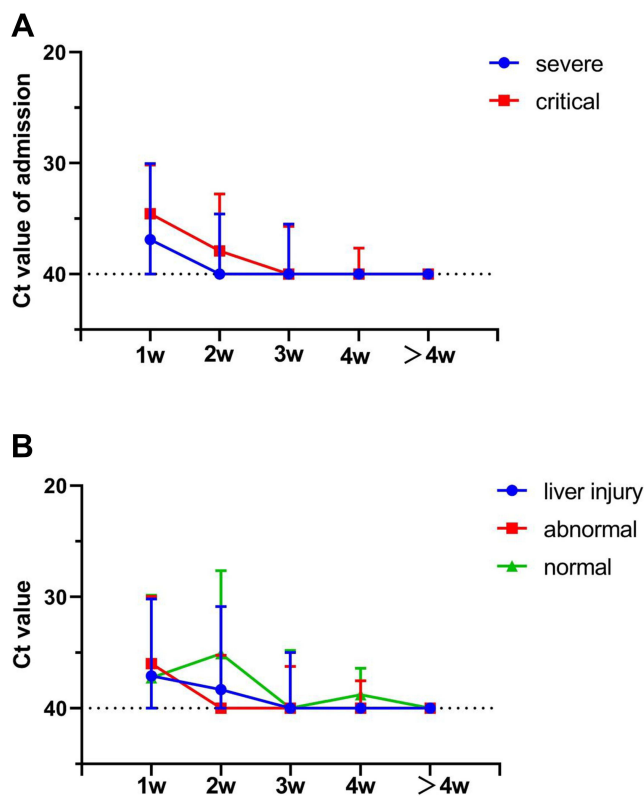 A
Ct value of admission
20
30
40
1w 2w 3w 4w ＞4w
severe
critical
B
Ct value
20
30
40
1w 2w 3w 4w ＞4w
liver injury
abnormal
normal